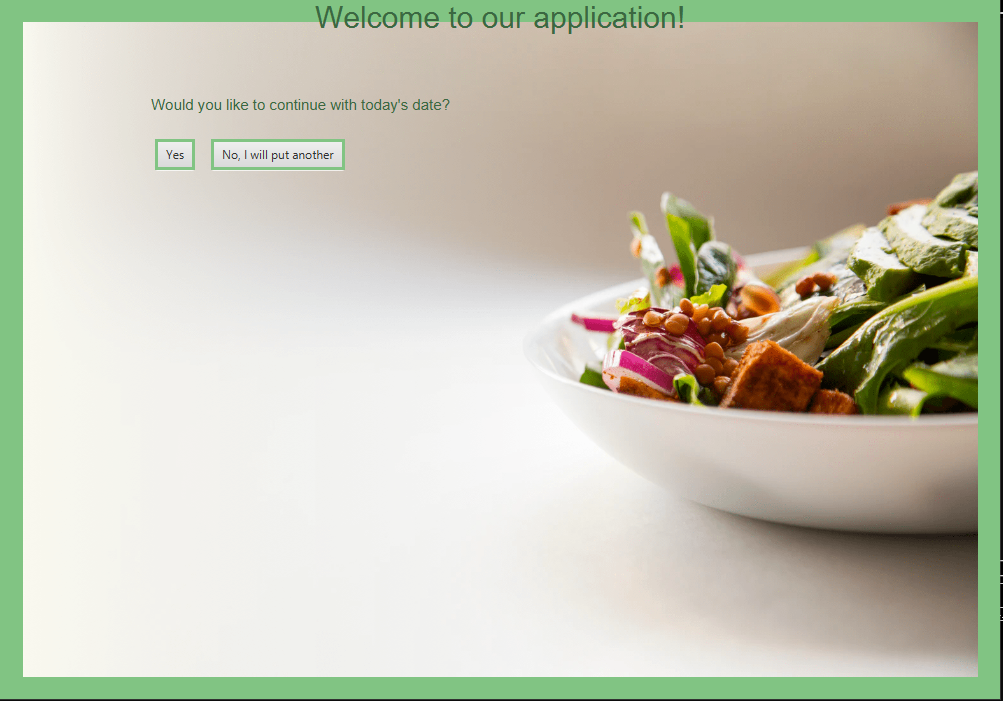 Welcome to our application!
Would you like to continue with today's date?
Yes
No, I will put another